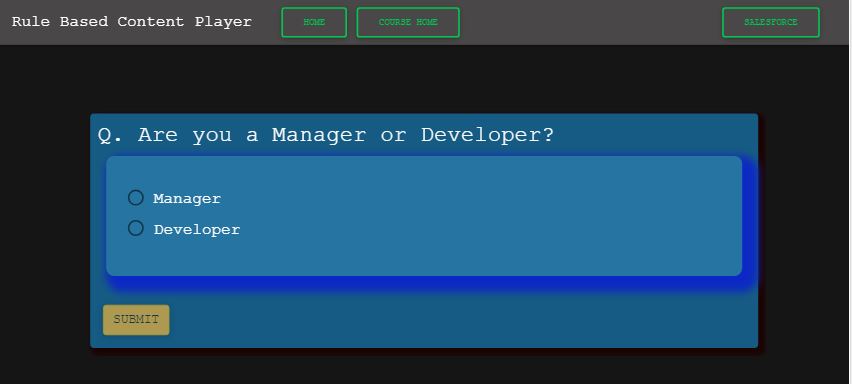 Rule Based Content Player HOME COURSE HOME SALESFORCE
Q. Are you a Manager or Developer?
Manager
Developer
SUBMIT